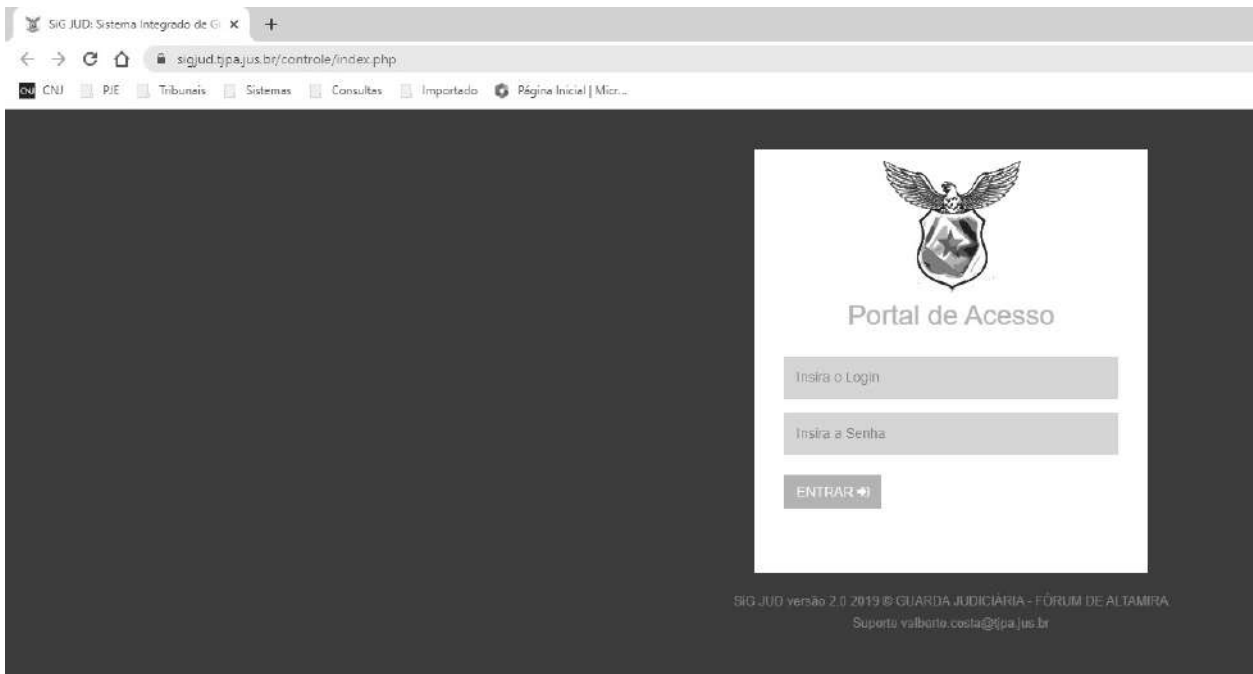 SiG JUD: Sistema Integrado de G
sigjud.tjpa.jus.br/controle/index.php
CNJ CNJ PJE Tribunais Sistemas Consultas Importado Página Inicial | Micr...
Portal de Acesso
Insira o Login
Insira a Senha
ENTRAR
SiG JUD versão 2.0 2019 © GUARDA JUDICIÁRIA - FÓRUM DE ALTAMIRA
Suporte valberto.costa@tjpa.jus.br